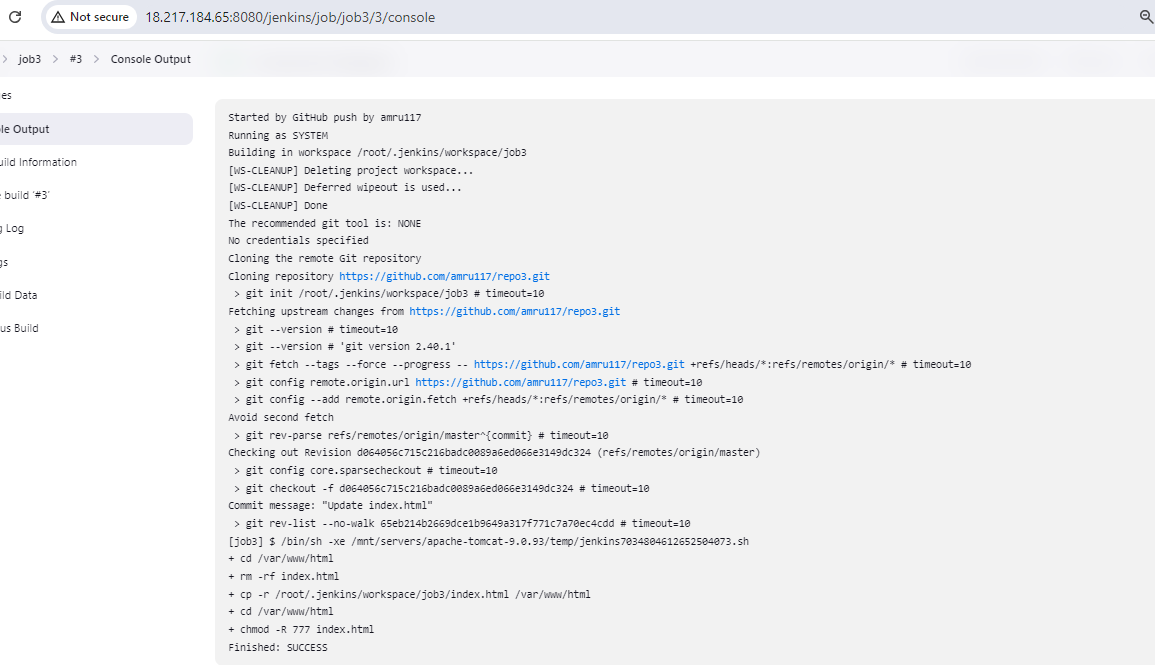 Not secure 18.217.184.65:8080/jenkins/job/job3/3/console
job3 > #3 > Console Output
es
le Output
uild Information
build '#3'
g Log
gs
ild Data
us Build
Started by GitHub push by amru117
Running as SYSTEM
Building in workspace /root/.jenkins/workspace/job3
[WS-CLEANUP] Deleting project workspace...
[WS-CLEANUP] Deferred wipeout is used...
[WS-CLEANUP] Done
The recommended git tool is: NONE
No credentials specified
Cloning the remote Git repository
Cloning repository https://github.com/amru117/repo3.git
> git init /root/.jenkins/workspace/job3 # timeout=10
Fetching upstream changes from https://github.com/amru117/repo3.git
> git --version # timeout=10
> git --version # 'git version 2.40.1'
> git fetch --tags --force --progress -- https://github.com/amru117/repo3.git +refs/heads/*:refs/remotes/origin/* # timeout=10
> git config remote.origin.url https://github.com/amru117/repo3.git # timeout=10
> git config --add remote.origin.fetch +refs/heads/*:refs/remotes/origin/* # timeout=10
Avoid second fetch
> git rev-parse refs/remotes/origin/master^{commit} # timeout=10
Checking out Revision d064056c715c216badc0089a6ed066e3149dc324 (refs/remotes/origin/master)
> git config core.sparsecheckout # timeout=10
> git checkout -f d064056c715c216badc0089a6ed066e3149dc324 # timeout=10
Commit message: "Update index.html"
> git rev-list --no-walk 65eb214b2669dce1b9649a317f771c7a70ec4cdd # timeout=10
[job3] $ /bin/sh -xe /mnt/servers/apache-tomcat-9.0.93/temp/jenkins7034804612652504073.sh
+ cd /var/www/html
+ rm -rf index.html
+ cp -r /root/.jenkins/workspace/job3/index.html /var/www/html
+ cd /var/www/html
+ chmod -R 777 index.html
Finished: SUCCESS